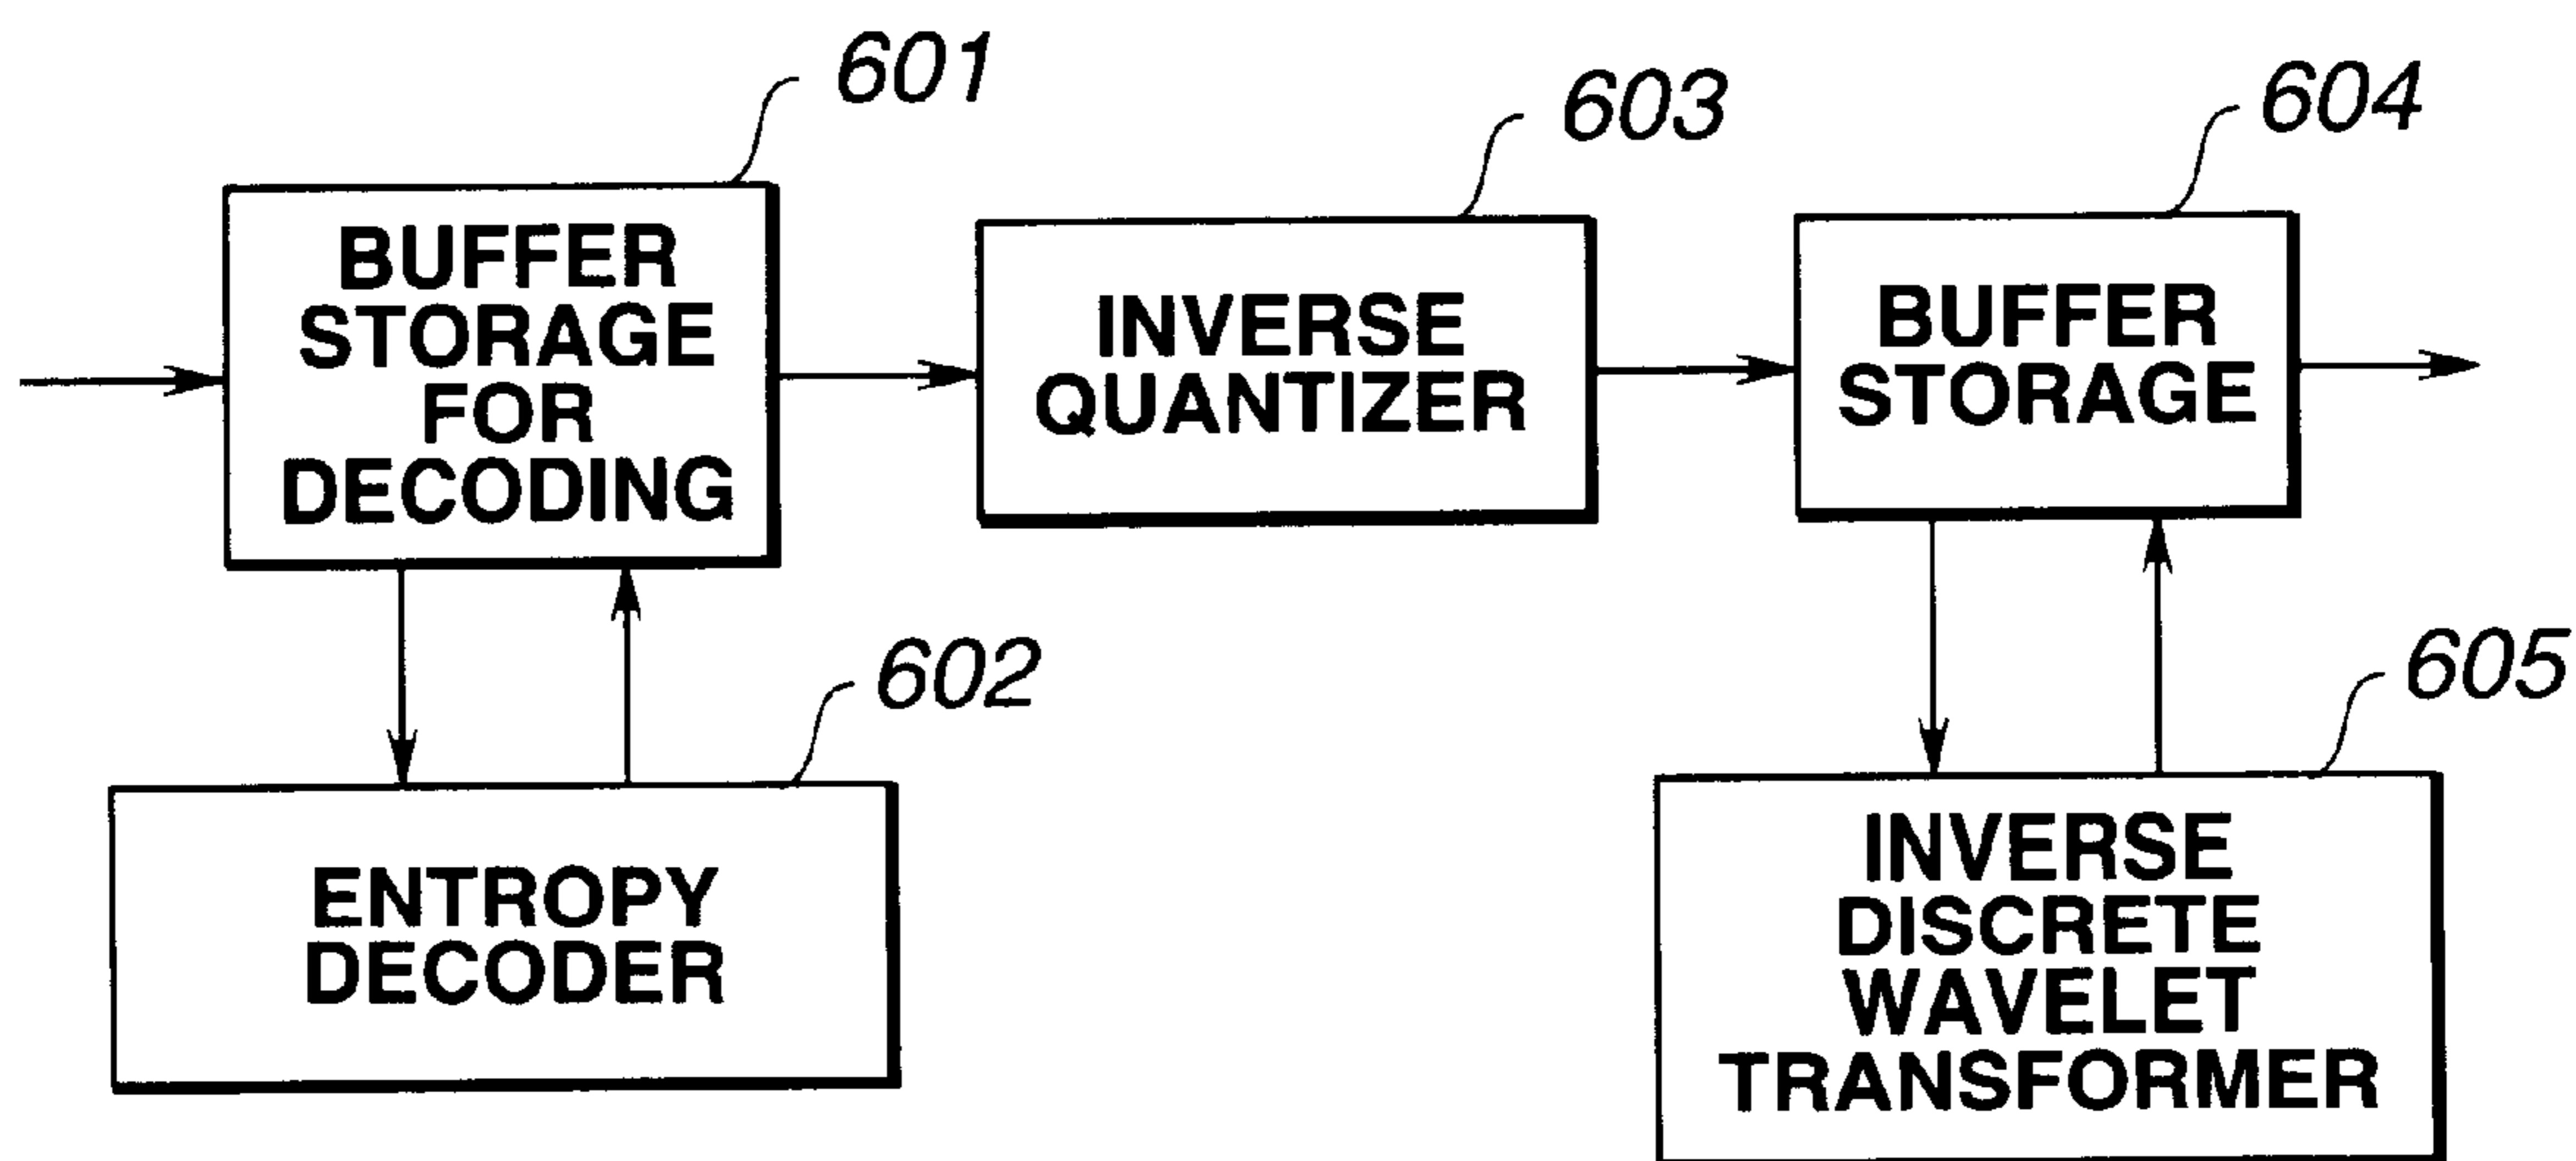 601
BUFFER
STORAGE
FOR
DECODING
603
INVERSE
QUANTIZER
604
BUFFER
STORAGE
602
ENTROPY
DECODER
605
INVERSE
DISCRETE
WAVELET
TRANSFORMER